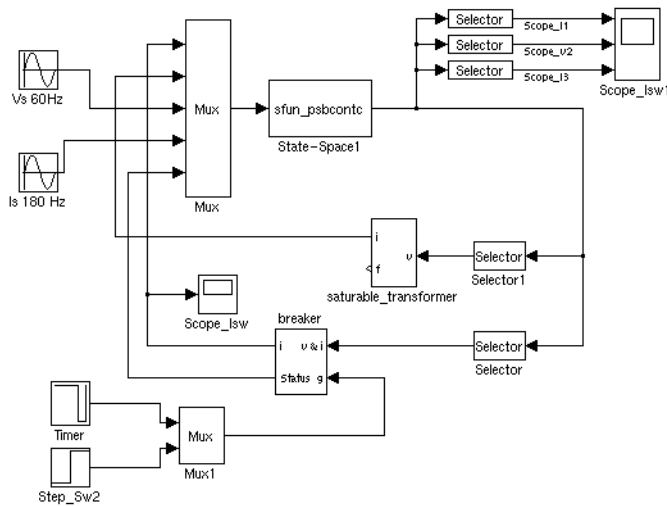 Selector
Scope_I1
Selector
Scope_v2
Selector
Scope_I3
Scope_Isw1
Vs 60Hz
Mux
sfun_psbcontc
State-Space1
Is 180 Hz
Mux
i
v
f
saturable_transformer
Selector
Selector1
Scope_Isw
breaker
i
v & i
Status
g
Selector
Selector
Timer
Mux
Mux1
Step_Sw2